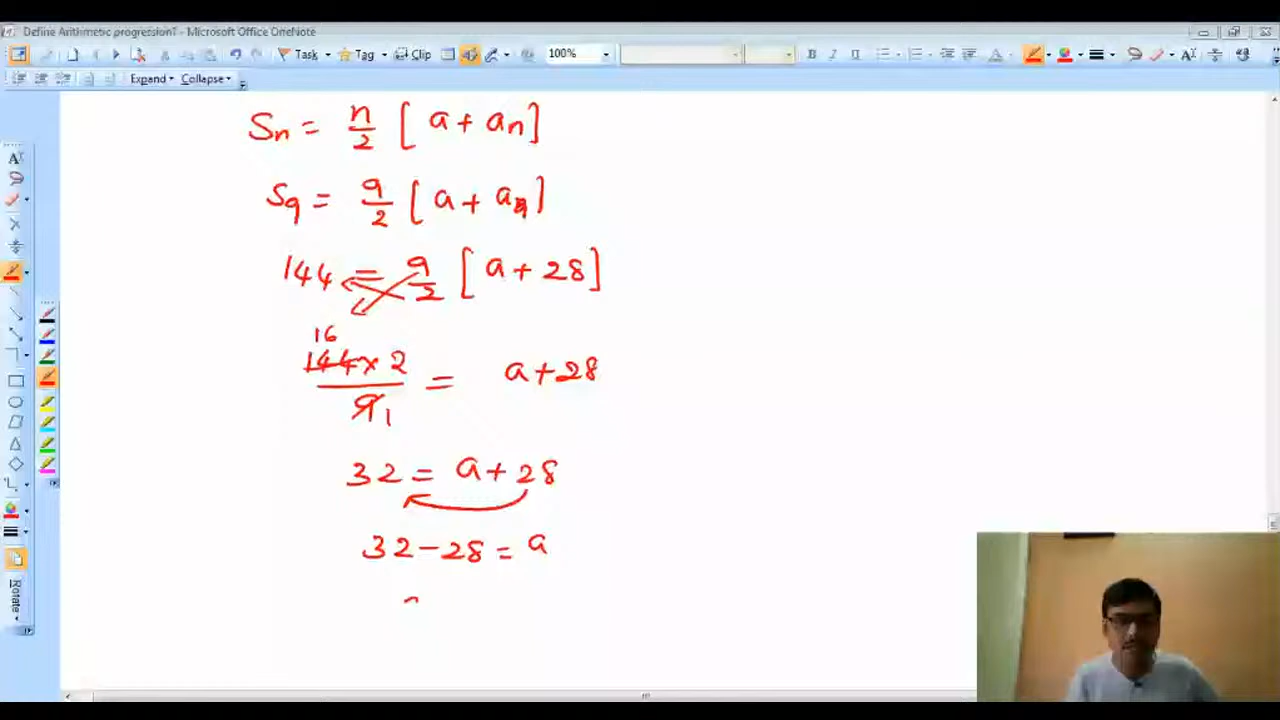 Define Arithmetic progression? - Microsoft Office OneNote
Task Tag Clip 100% B I U
Expand Collapse
Sn = n/2 [a + an]
S9 = 9/2 [a + a9]
144 = 9/2 [a + 28]
16
144 x 2 / 9 1 = a + 28
32 = a + 28
32 - 28 = a
Rotate